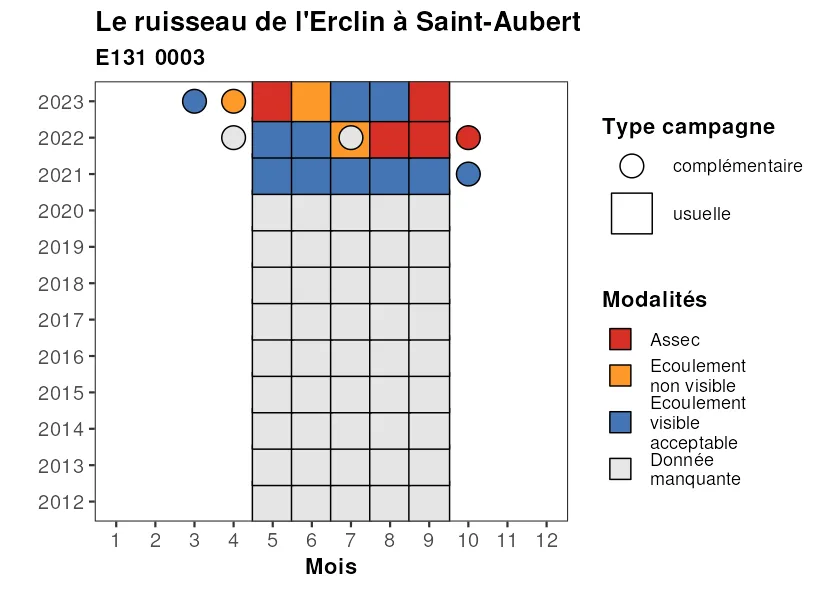 Le ruisseau de l'Erclin à Saint-Aubert
E131 0003
2023
2022
2021
2020
2019
2018
2017
2016
2015
2014
2013
2012
1 2 3 4 5 6 7 8 9 10 11 12
Mois
Type campagne
complémentaire
usuelle
Modalités
Assec
Ecoulement
non visible
Ecoulement
visible
acceptable
Donnée
manquante